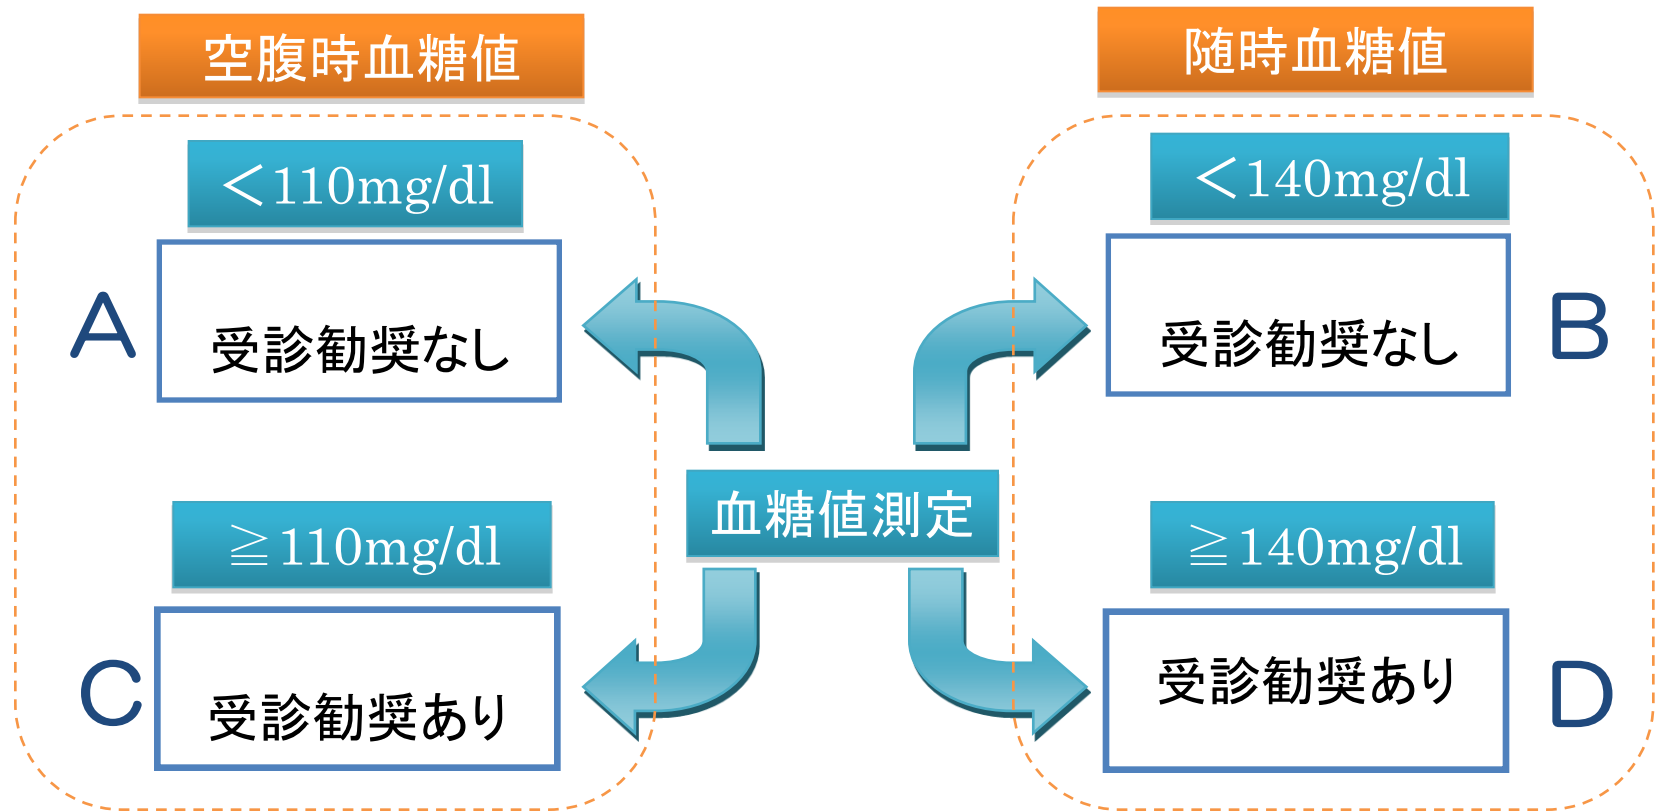 空腹時血糖値
随時血糖値
＜110mg/dl
＜140mg/dl
A
受診勧奨なし
受診勧奨なし
B
血糖値測定
≧110mg/dl
≧140mg/dl
C
受診勧奨あり
受診勧奨あり
D